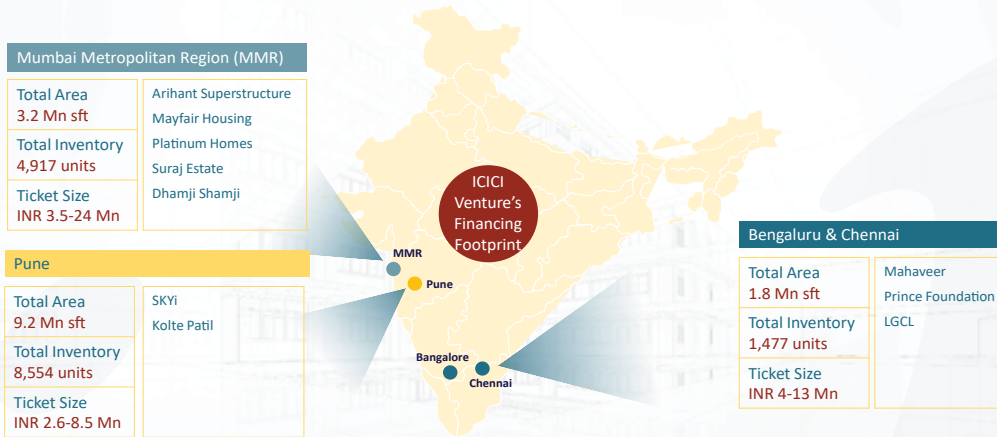 Mumbai Metropolitan Region (MMR)
Total Area
3.2 Mn sft
Total Inventory
4,917 units
Ticket Size
INR 3.5-24 Mn
Arihant Superstructure
Mayfair Housing
Platinum Homes
Suraj Estate
Dhamji Shamji
Pune
Total Area
9.2 Mn sft
Total Inventory
8,554 units
Ticket Size
INR 2.6-8.5 Mn
SKYi
Kolte Patil
ICICI
Venture's
Financing
Footprint
MMR
Pune
Bangalore
Chennai
Bengaluru & Chennai
Total Area
1.8 Mn sft
Total Inventory
1,477 units
Ticket Size
INR 4-13 Mn
Mahaveer
Prince Foundation
LGCL